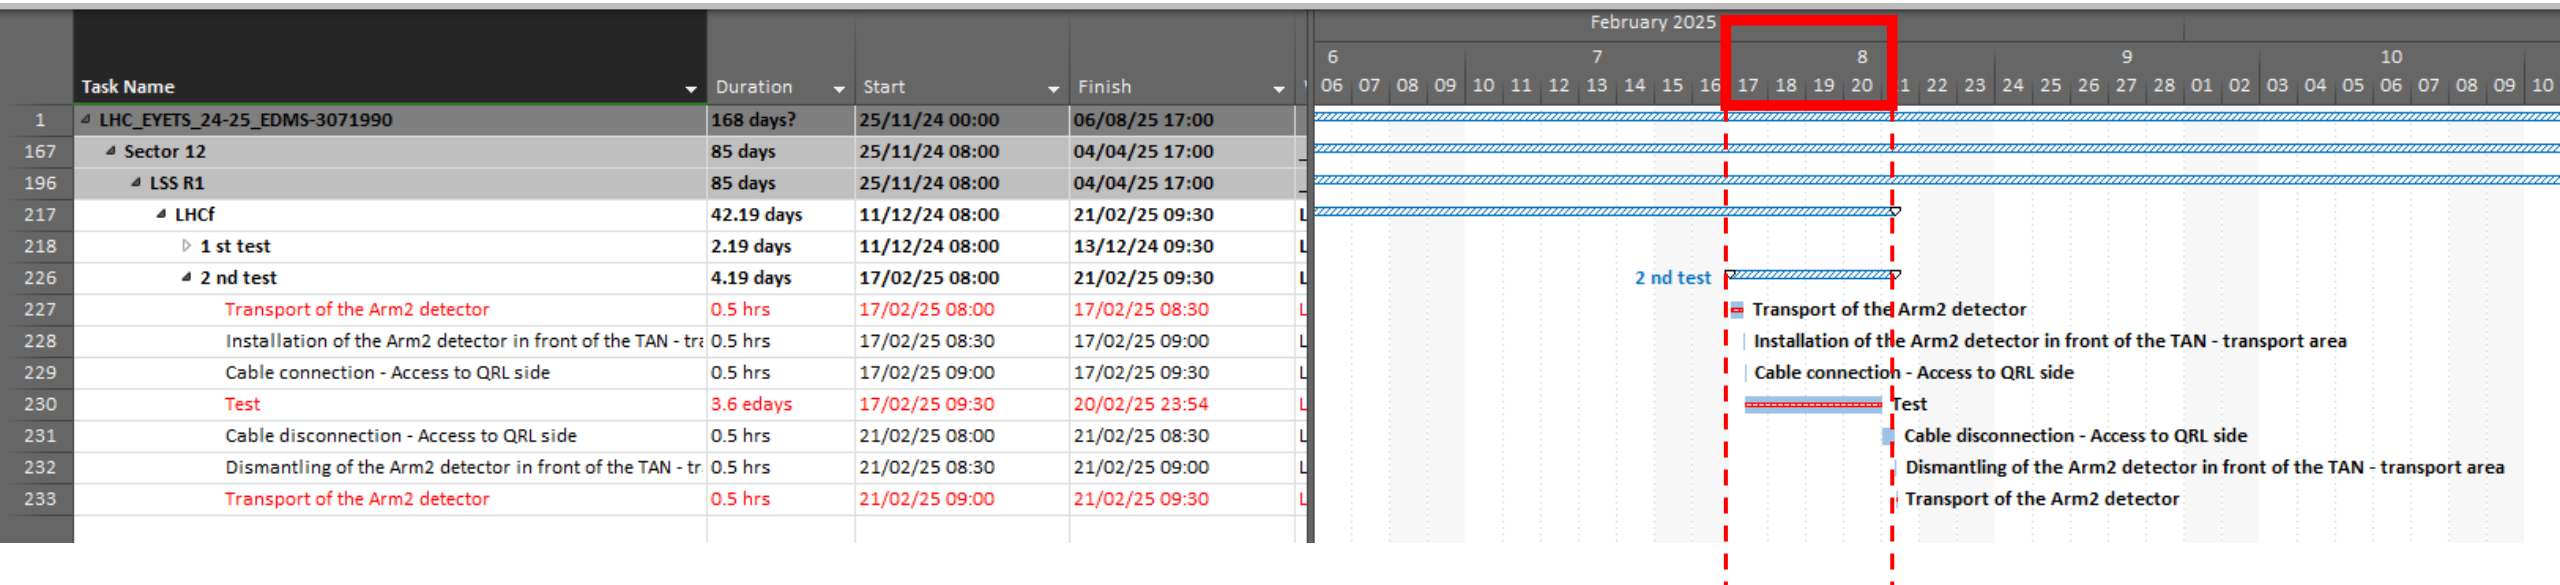 February 2025
6 7 8 9 10
Task Name Duration Start Finish 06 07 08 09 10 11 12 13 14 15 16 17 18 19 20 21 22 23 24 25 26 27 28 01 02 03 04 05 06 07 08 09 10
1 LHC_EYETS_24-25_EDMS-3071990 168 days? 25/11/24 00:00 06/08/25 17:00
167 Sector 12 85 days 25/11/24 08:00 04/04/25 17:00
196 LSS R1 85 days 25/11/24 08:00 04/04/25 17:00
217 LHCf 42.19 days 11/12/24 08:00 21/02/25 09:30 L
218 1 st test 2.19 days 11/12/24 08:00 13/12/24 09:30 L
226 2 nd test 4.19 days 17/02/25 08:00 21/02/25 09:30 L 2 nd test
227 Transport of the Arm2 detector 0.5 hrs 17/02/25 08:00 17/02/25 08:30 L Transport of the Arm2 detector
228 Installation of the Arm2 detector in front of the TAN - tra 0.5 hrs 17/02/25 08:30 17/02/25 09:00 L Installation of the Arm2 detector in front of the TAN - transport area
229 Cable connection - Access to QRL side 0.5 hrs 17/02/25 09:00 17/02/25 09:30 L Cable connection - Access to QRL side
230 Test 3.6 edays 17/02/25 09:30 20/02/25 23:54 L Test
231 Cable disconnection - Access to QRL side 0.5 hrs 21/02/25 08:00 21/02/25 08:30 L Cable disconnection - Access to QRL side
232 Dismantling of the Arm2 detector in front of the TAN - tr 0.5 hrs 21/02/25 08:30 21/02/25 09:00 L Dismantling of the Arm2 detector in front of the TAN - transport area
233 Transport of the Arm2 detector 0.5 hrs 21/02/25 09:00 21/02/25 09:30 L Transport of the Arm2 detector